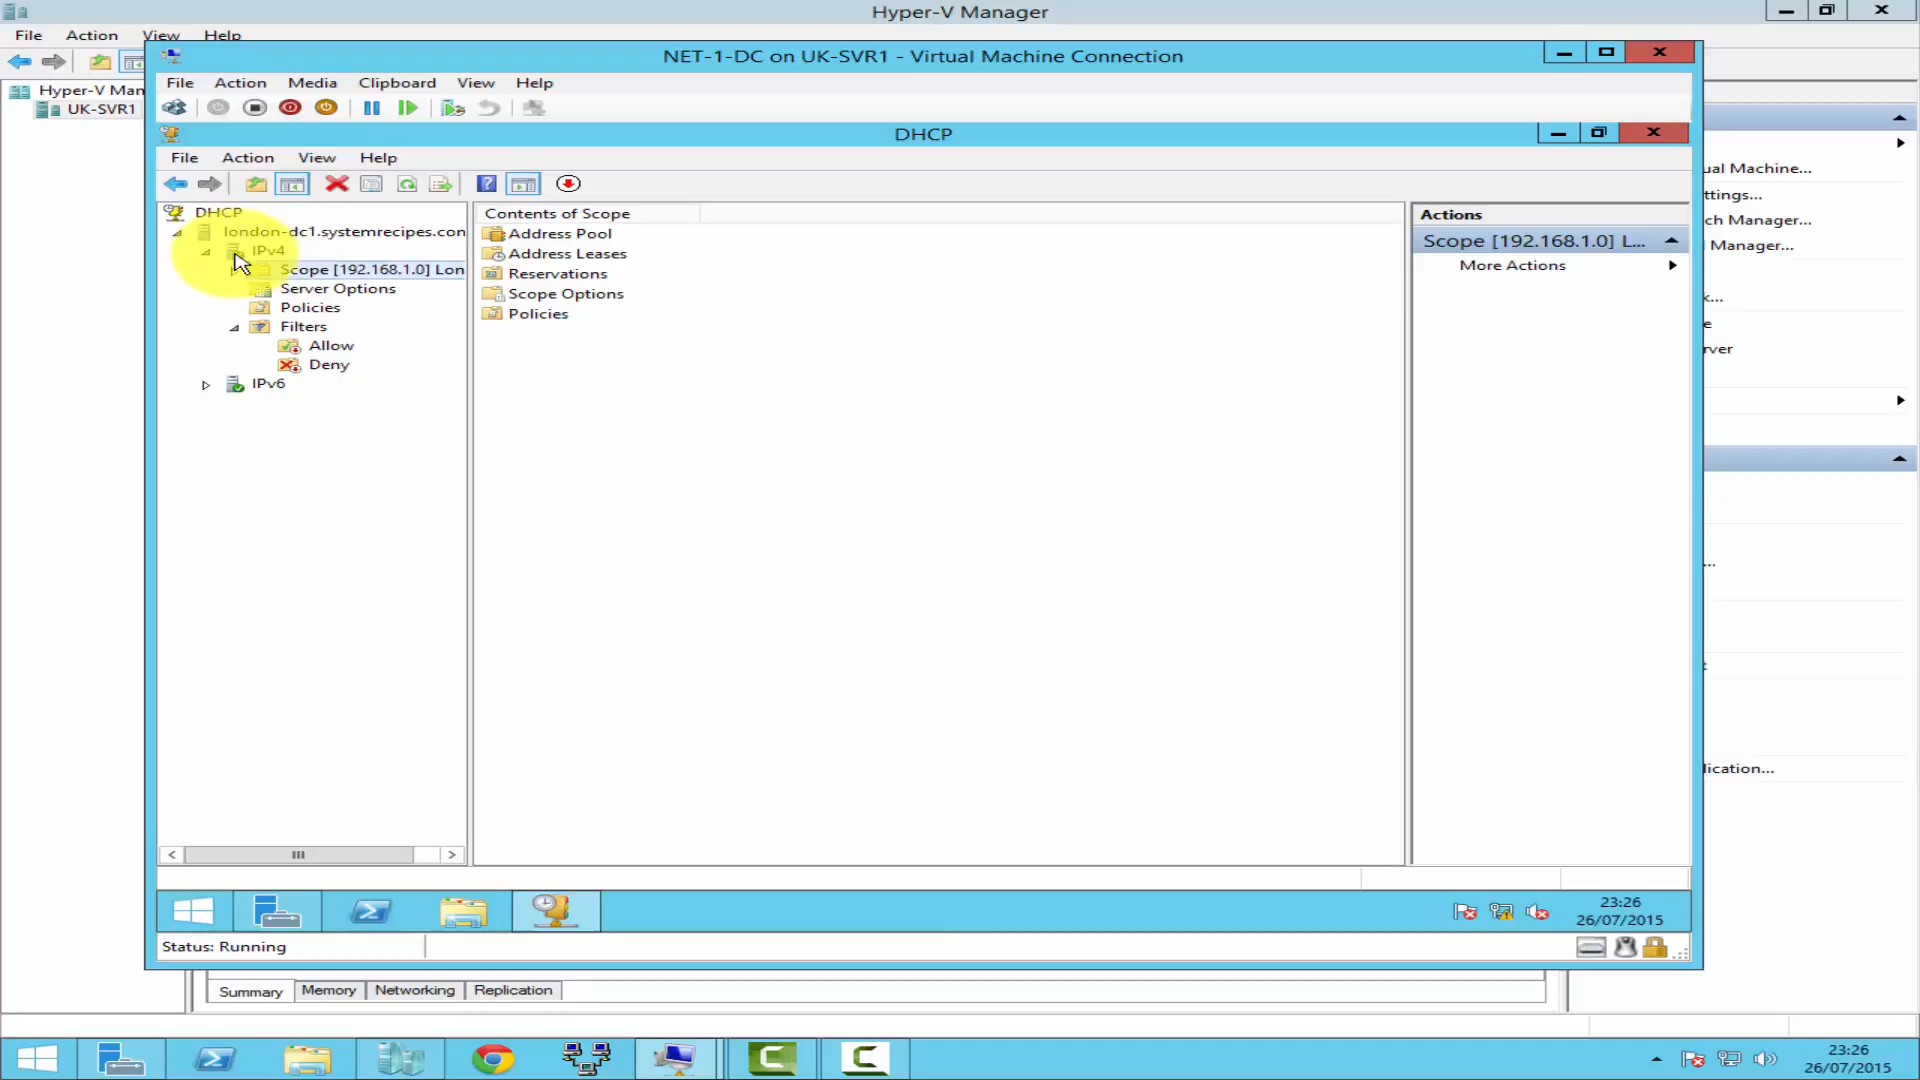 Hyper-V Manager
File Action View Help
Hyper-V Man
UK-SVR1
NET-1-DC on UK-SVR1 - Virtual Machine Connection
File Action Media Clipboard View Help
DHCP
File Action View Help
DHCP
london-dc1.systemrecipes.con
IPv4
Scope [192.168.1.0] Lon
Server Options
Policies
Filters
Allow
Deny
IPv6
Contents of Scope
Address Pool
Address Leases
Reservations
Scope Options
Policies
Actions
Scope [192.168.1.0] L...
More Actions
ual Machine...
ttings...
ch Manager...
l Manager...
k...
e
rver
...
t
lication...
23:26
26/07/2015
Status: Running
Summary Memory Networking Replication
23:26
26/07/2015